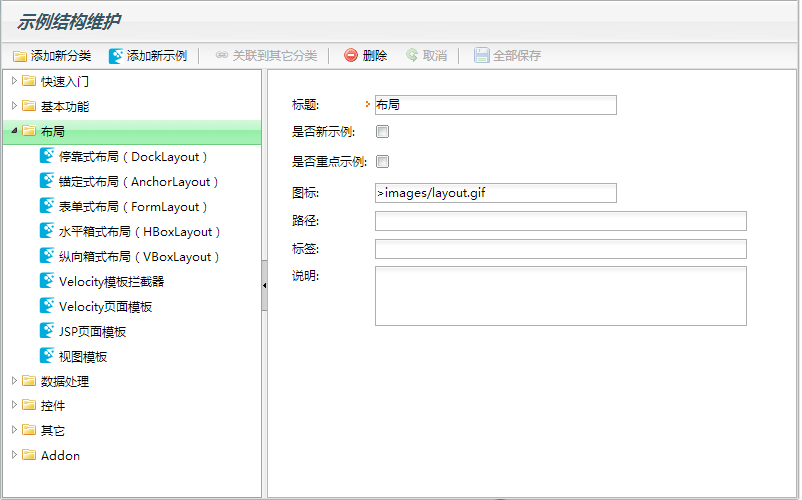 示例结构维护
添加新分类 添加新示例 关联到其它分类 删除 取消 全部保存
快速入门
基本功能
布局
停靠式布局（DockLayout）
锚定式布局（AnchorLayout）
表单式布局（FormLayout）
水平箱式布局（HBoxLayout）
纵向箱式布局（VBoxLayout）
Velocity模板拦截器
Velocity页面模板
JSP页面模板
视图模板
数据处理
控件
其它
Addon
标题: 布局
是否新示例:
是否重点示例:
图标: >images/layout.gif
路径:
标签:
说明: